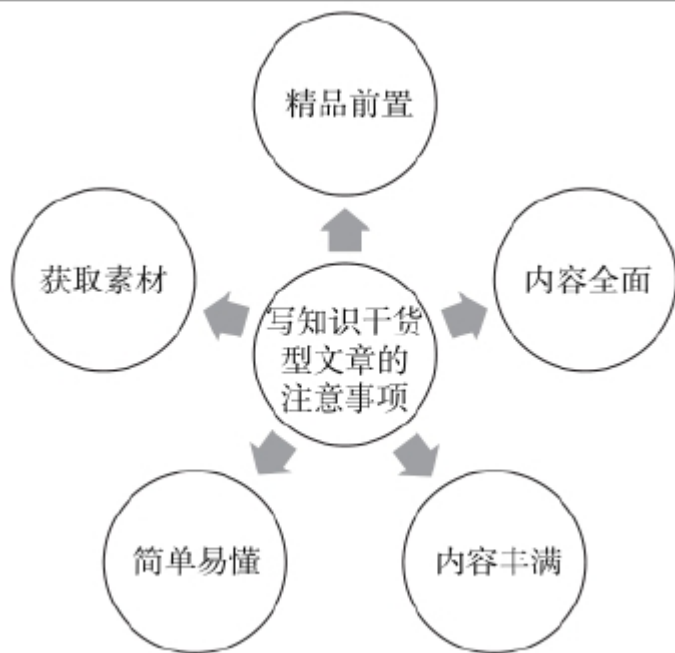 精品前置
获取素材
内容全面
写知识干货
型文章的
注意事项
简单易懂
内容丰满